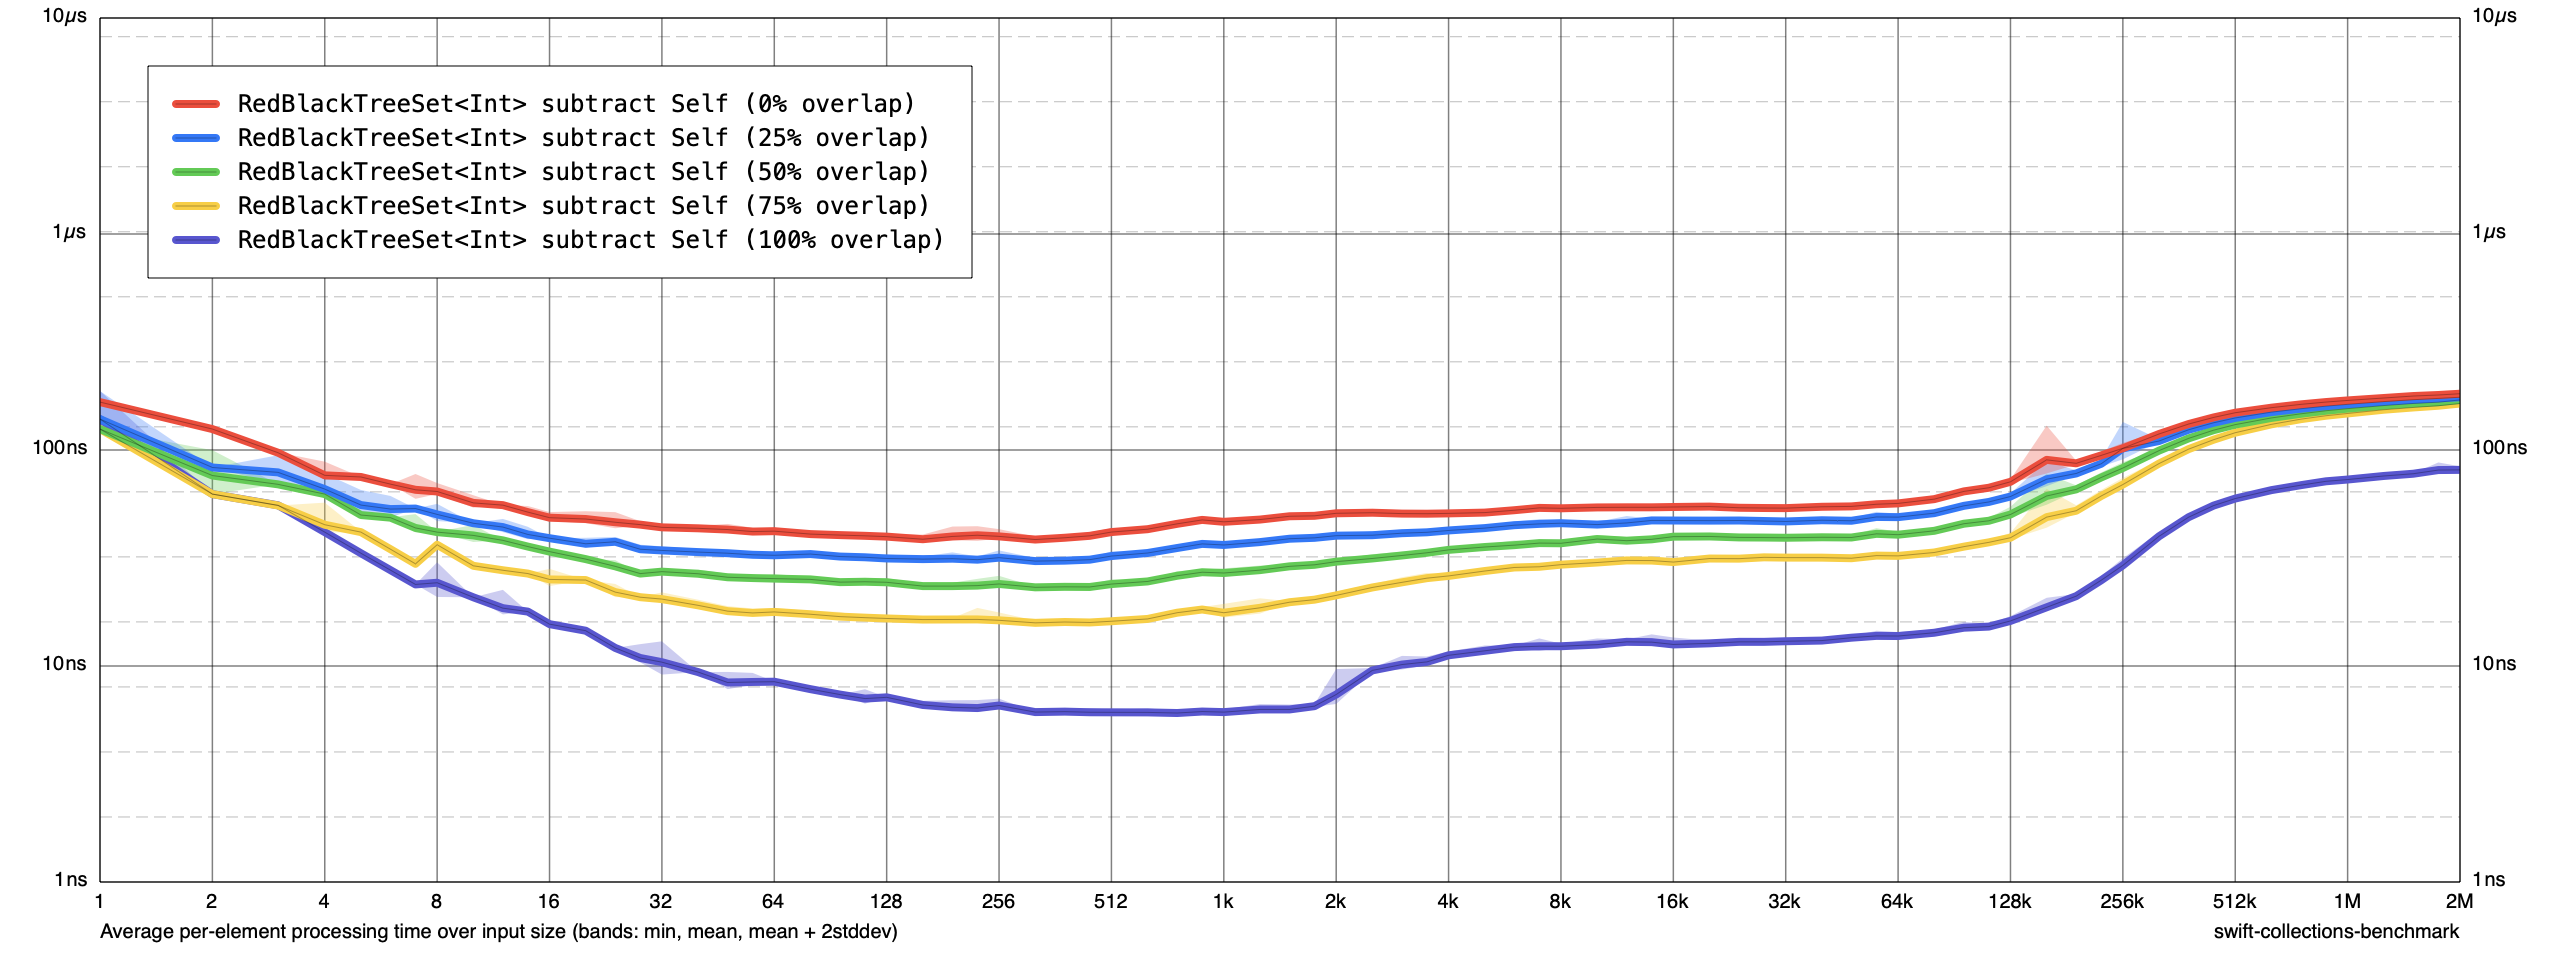 10µs
10µs
RedBlackTreeSet<Int> subtract Self (0% overlap)
RedBlackTreeSet<Int> subtract Self (25% overlap)
RedBlackTreeSet<Int> subtract Self (50% overlap)
RedBlackTreeSet<Int> subtract Self (75% overlap)
RedBlackTreeSet<Int> subtract Self (100% overlap)
1µs
1µs
100ns
100ns
10ns
10ns
1ns
1ns
1 2 4 8 16 32 64 128 256 512 1k 2k 4k 8k 16k 32k 64k 128k 256k 512k 1M 2M
Average per-element processing time over input size (bands: min, mean, mean + 2stddev)
swift-collections-benchmark